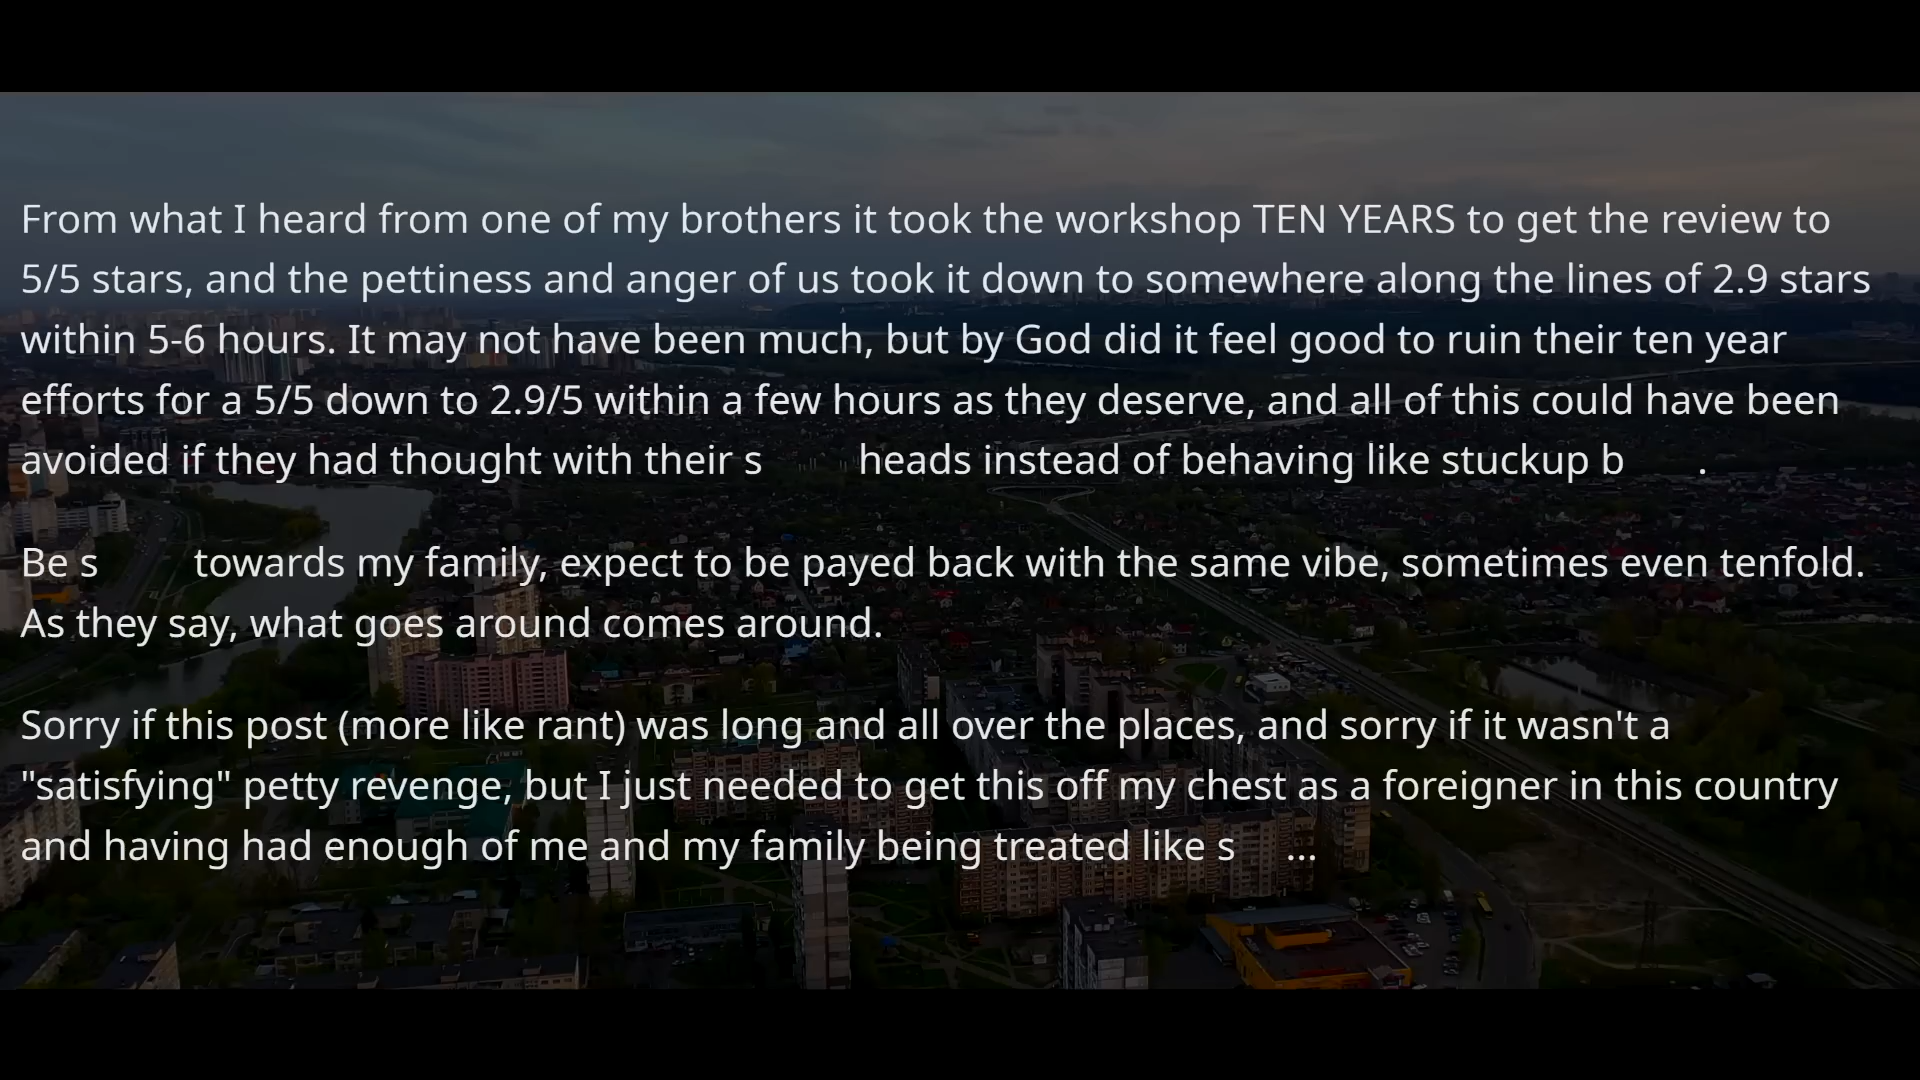 From what I heard from one of my brothers it took the workshop TEN YEARS to get the review to
5/5 stars, and the pettiness and anger of us took it down to somewhere along the lines of 2.9 stars
within 5-6 hours. It may not have been much, but by God did it feel good to ruin their ten year
efforts for a 5/5 down to 2.9/5 within a few hours as they deserve, and all of this could have been
avoided if they had thought with their s heads instead of behaving like stuckup b .
Be s towards my family, expect to be payed back with the same vibe, sometimes even tenfold.
As they say, what goes around comes around.
Sorry if this post (more like rant) was long and all over the places, and sorry if it wasn't a
"satisfying" petty revenge, but I just needed to get this off my chest as a foreigner in this country
and having had enough of me and my family being treated like s ...